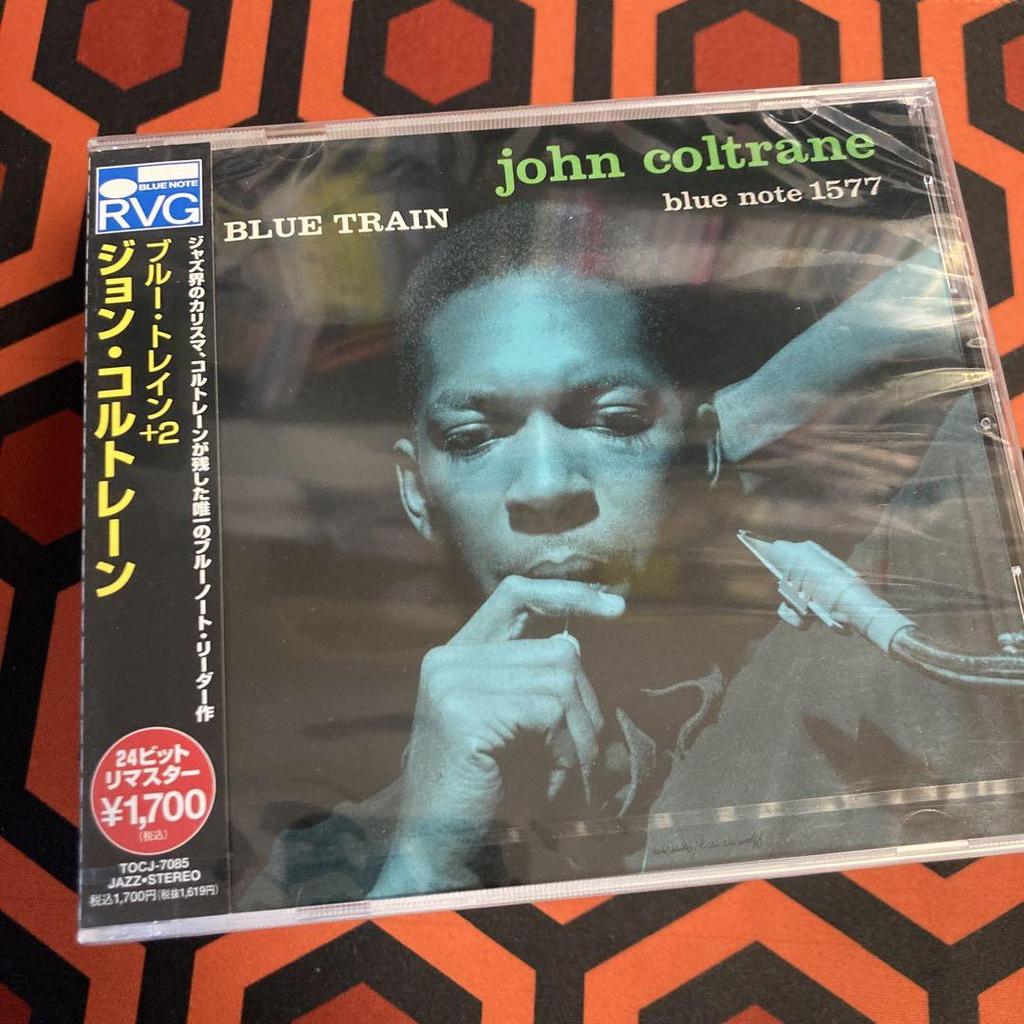 BLUE NOTE
RVG
ジャズ界のカリスマ、コルトレーンが残した唯一のブルーノート・リーダー作
ブルー・トレイン+2
ジョン・コルトレーン
24ビット
リマスター
¥1,700
(税込)
TOCJ-7085
JAZZ•STEREO
税込1,700円(税抜1,619円)
john coltrane
blue note 1577
BLUE TRAIN